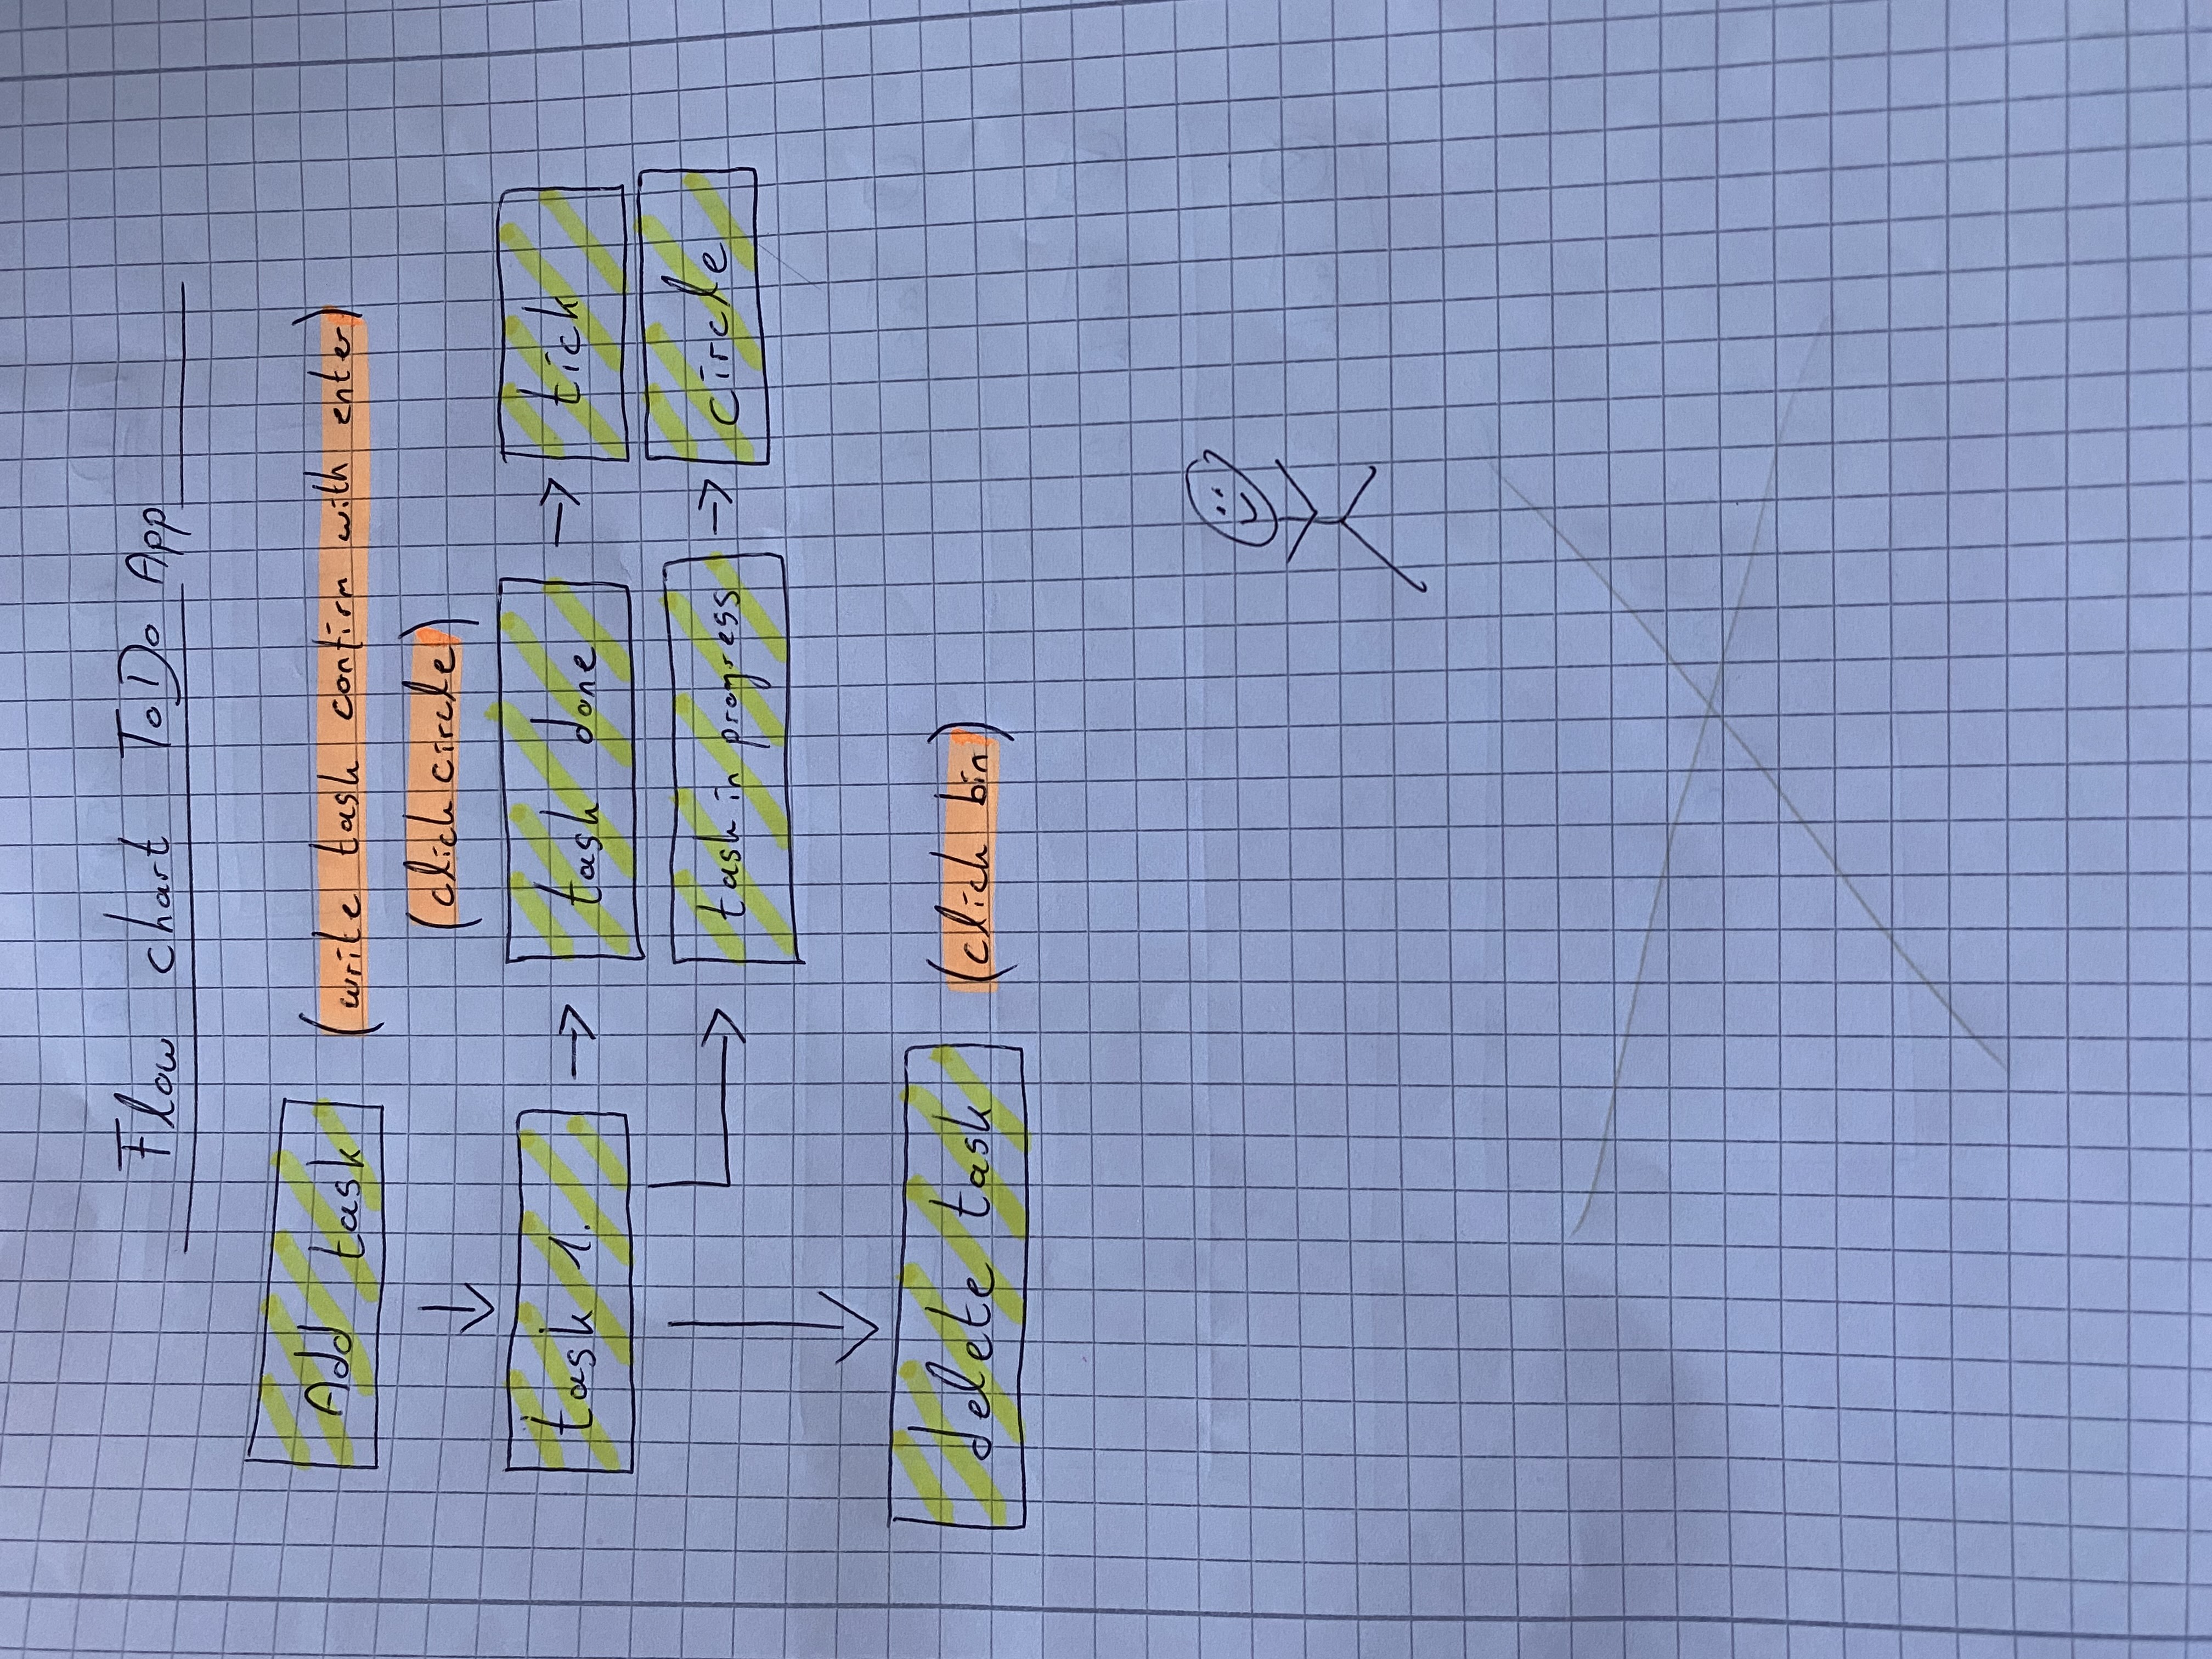 Flow chart ToDo App
Add task (write task confirm with enter)
(click circle)
task 1. task done tick
task in progress circle
delete task (click bin)